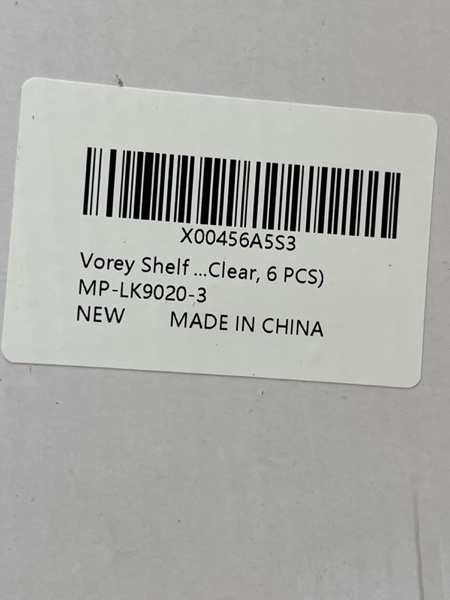 X00456A5S3
Vorey Shelf ...Clear, 6 PCS)
MP-LK9020-3
NEW MADE IN CHINA